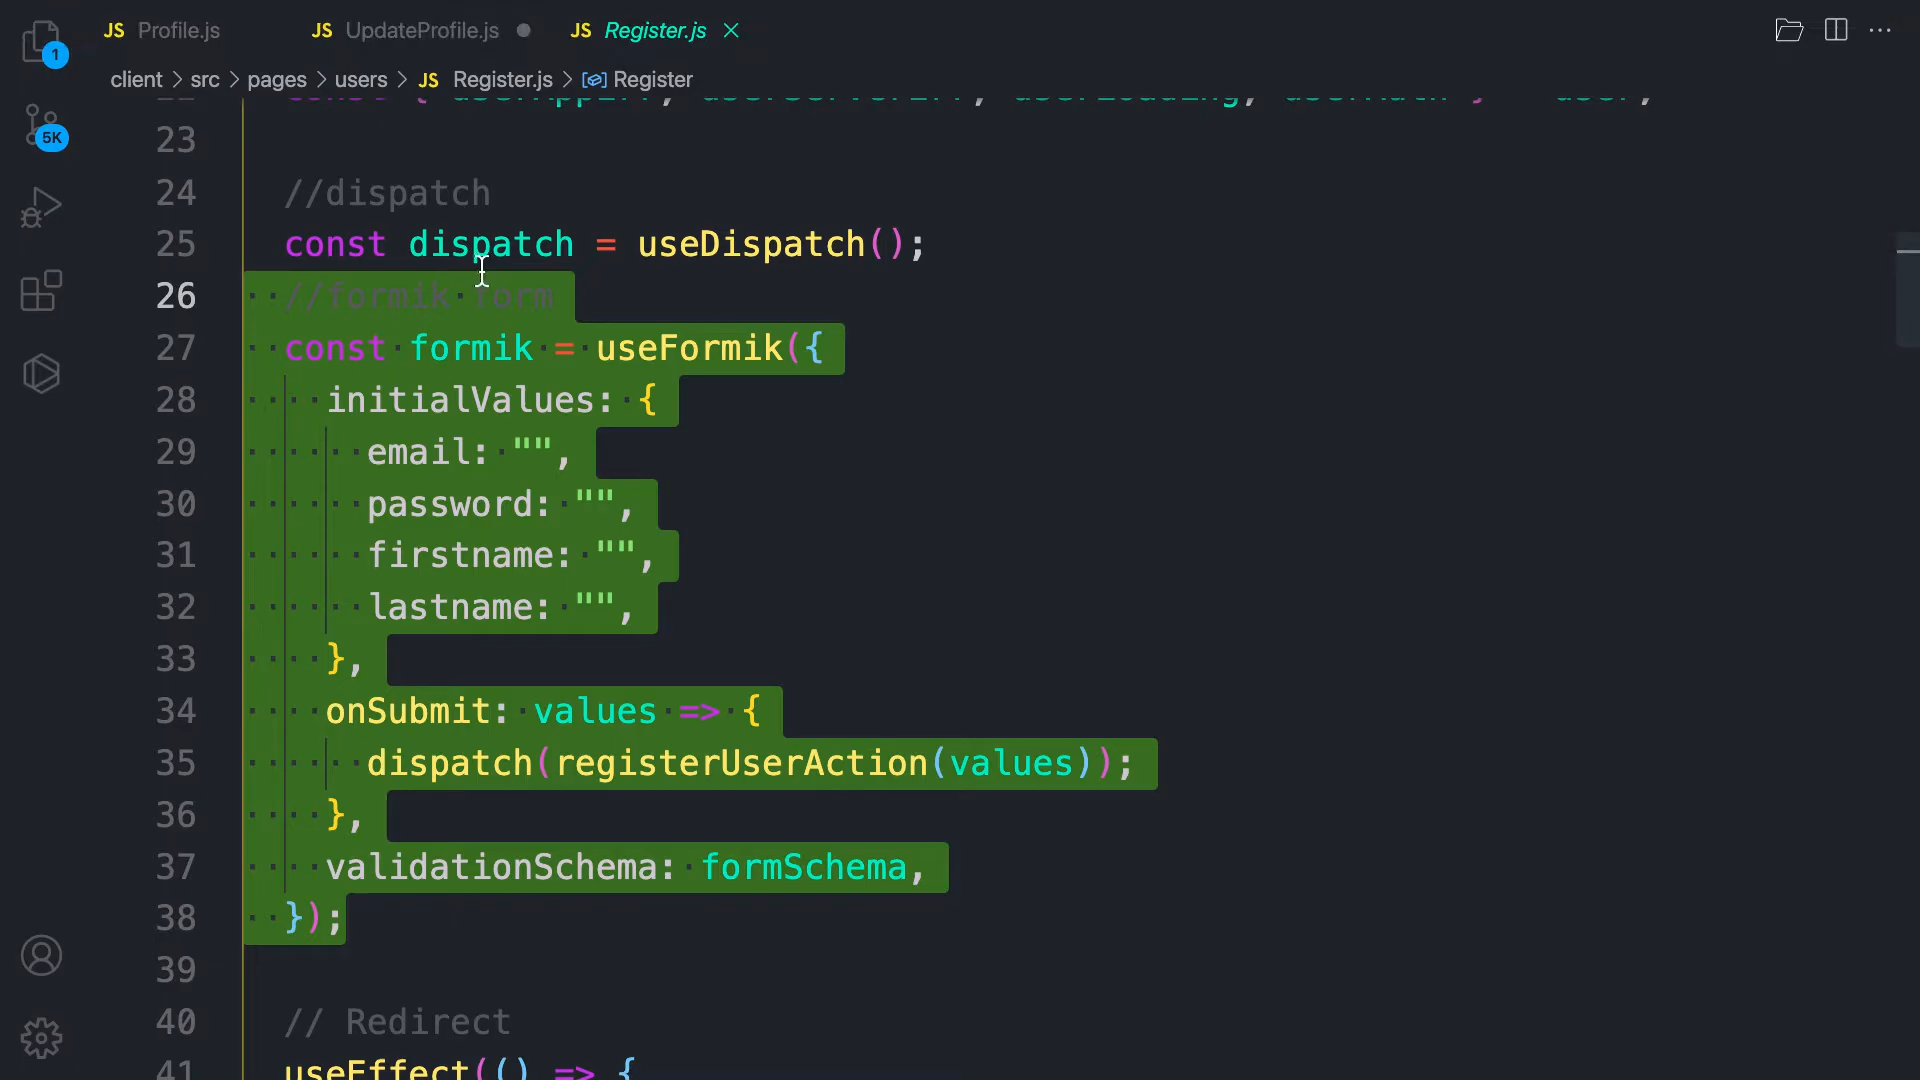 JS Profile.js JS UpdateProfile.js JS Register.js
1
client > src > pages > users > JS Register.js > Register
23
24 //dispatch
5K
25 const dispatch = useDispatch();
26 //formik form
27 const formik = useFormik({
28 initialValues: {
29 email: "",
30 password: "",
31 firstname: "",
32 lastname: "",
33 },
34 onSubmit: values => {
35 dispatch(registerUserAction(values));
36 },
37 validationSchema: formSchema,
38 });
39
40 // Redirect
41 useEffect(() => {